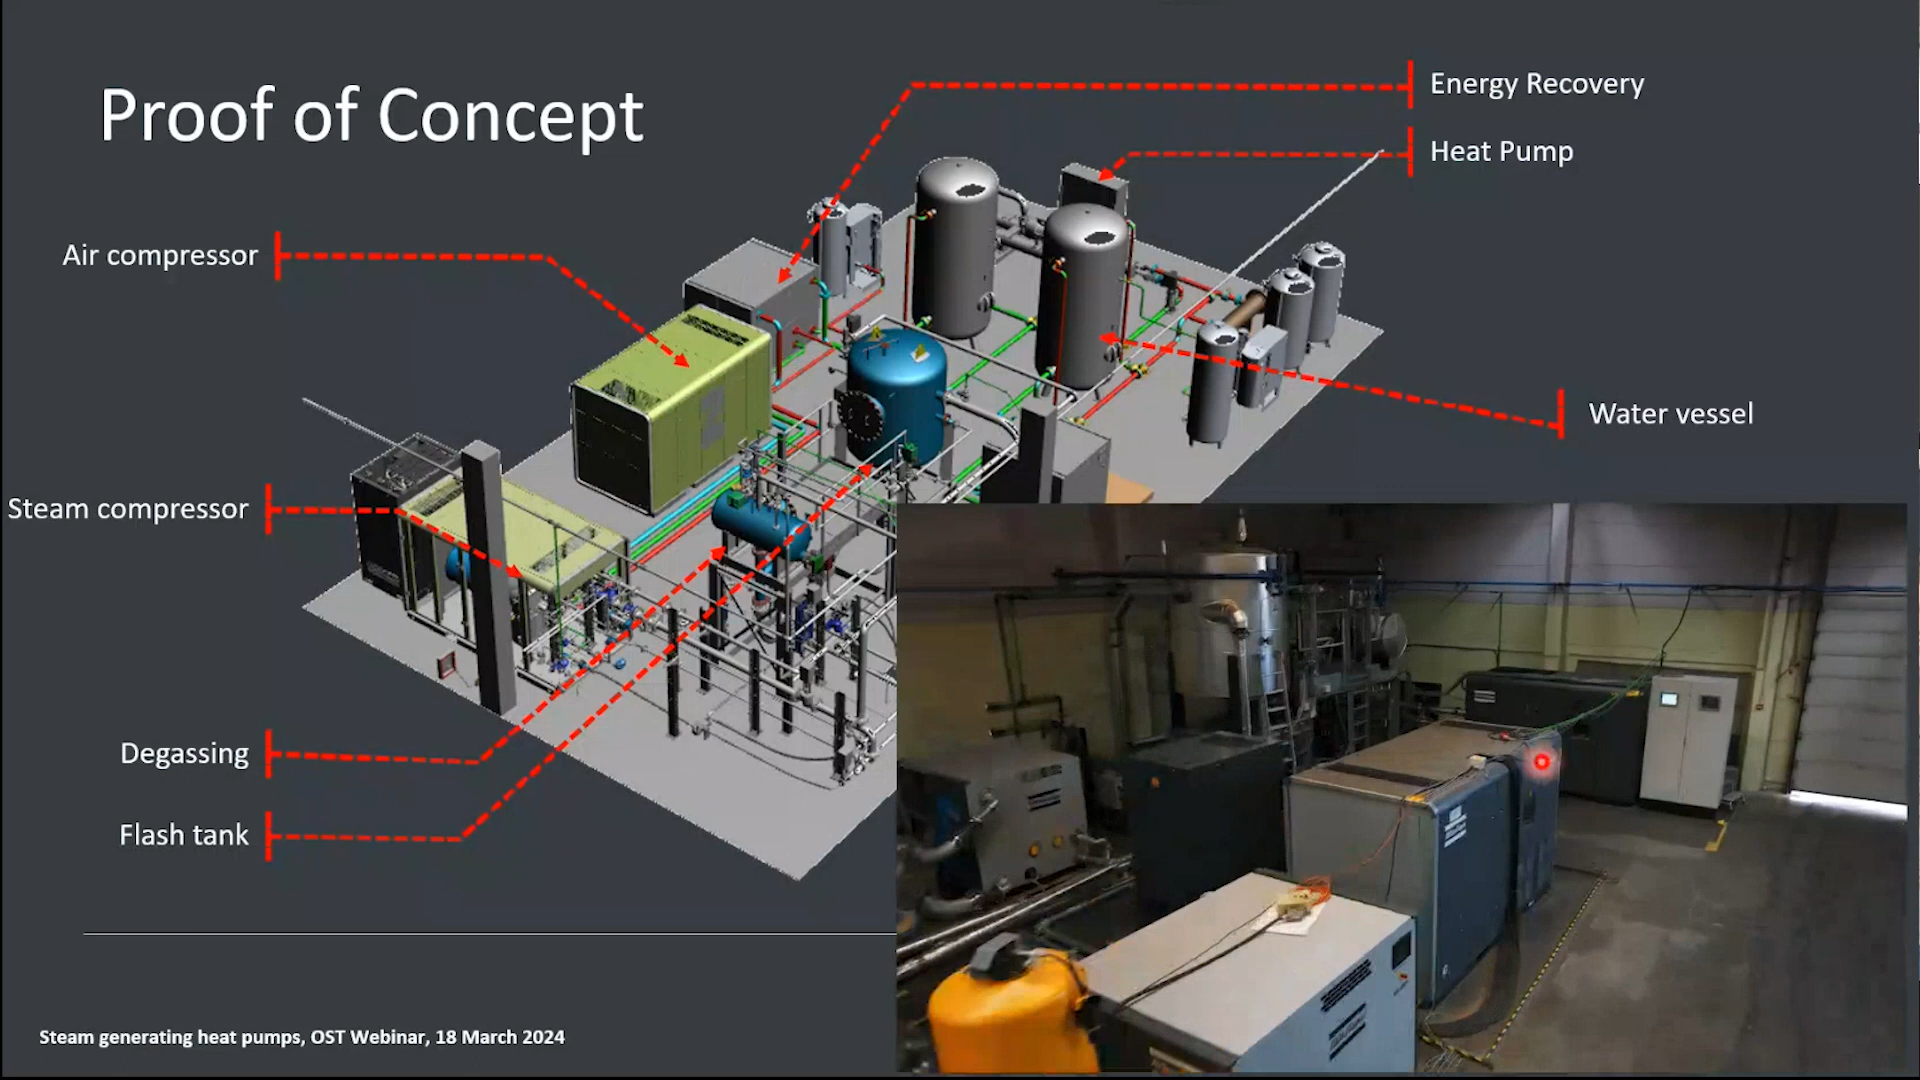 Proof of Concept
Energy Recovery
Heat Pump
Air compressor
Water vessel
Steam compressor
Degassing
Flash tank
Steam generating heat pumps, OST Webinar, 18 March 2024